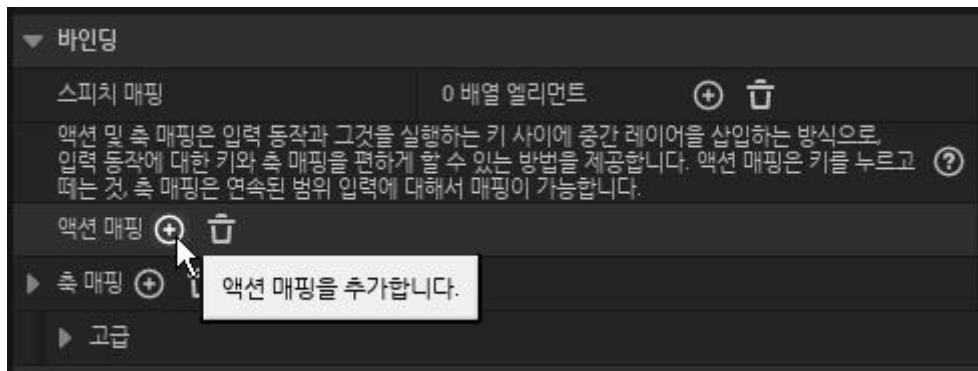 바인딩
스피치 매핑 0 배열 엘리먼트
액션 및 축 매핑은 입력 동작과 그것을 실행하는 키 사이에 중간 레이어을 삽입하는 방식으로,
입력 동작에 대한 키와 축 매핑을 편하게 할 수 있는 방법을 제공합니다. 액션 매핑은 키를 누르고
떼는 것, 축 매핑은 연속된 범위 입력에 대해서 매핑이 가능합니다.
액션 매핑
축 매핑
액션 매핑을 추가합니다.
고급